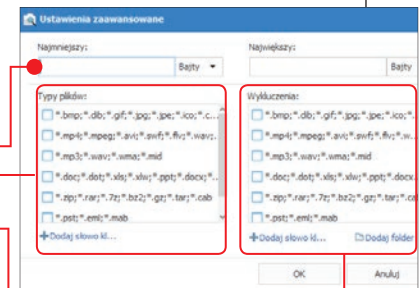 Ustawienia zaawansowane
Najmniejszy:
Największy:
Bajty
Bajty
Typy plików:
Wykluczenia:
*.bmp;*.db;*.gif;*.jpg;*.jpe;*.ico;*.c...
*.bmp;*.db;*.gif;*.jpg;*.jpe;*.ico;*.
*.mp4;*.mpeg;*.avi;*.swf;*.flv;*.wav;.
*.mp4;*.mpeg;*.avi;*.swf;*.flv;*.w.
*.mp3;*.wav;*.wma;*.mid
*.mp3;*.wav;*.wma;*.mid
*.doc;*.dot;*.xls;*.xlw;*.ppt;*.docx;*..
*.doc;*.dot;*.xls;*.xlw;*.ppt;*.docx
*.zip;*.rar;*.7z;*.bz2;*.gz;*.tar;*.cab
*.zip;*.rar;*.7z;*.bz2;*.gz;*.tar;*.ca
*.pst;*.eml;*.mab
*.pst;*.eml;*.mab
Dodaj słowo kl...
Dodaj słowo kl...
Dodaj folder
OK
Anuluj